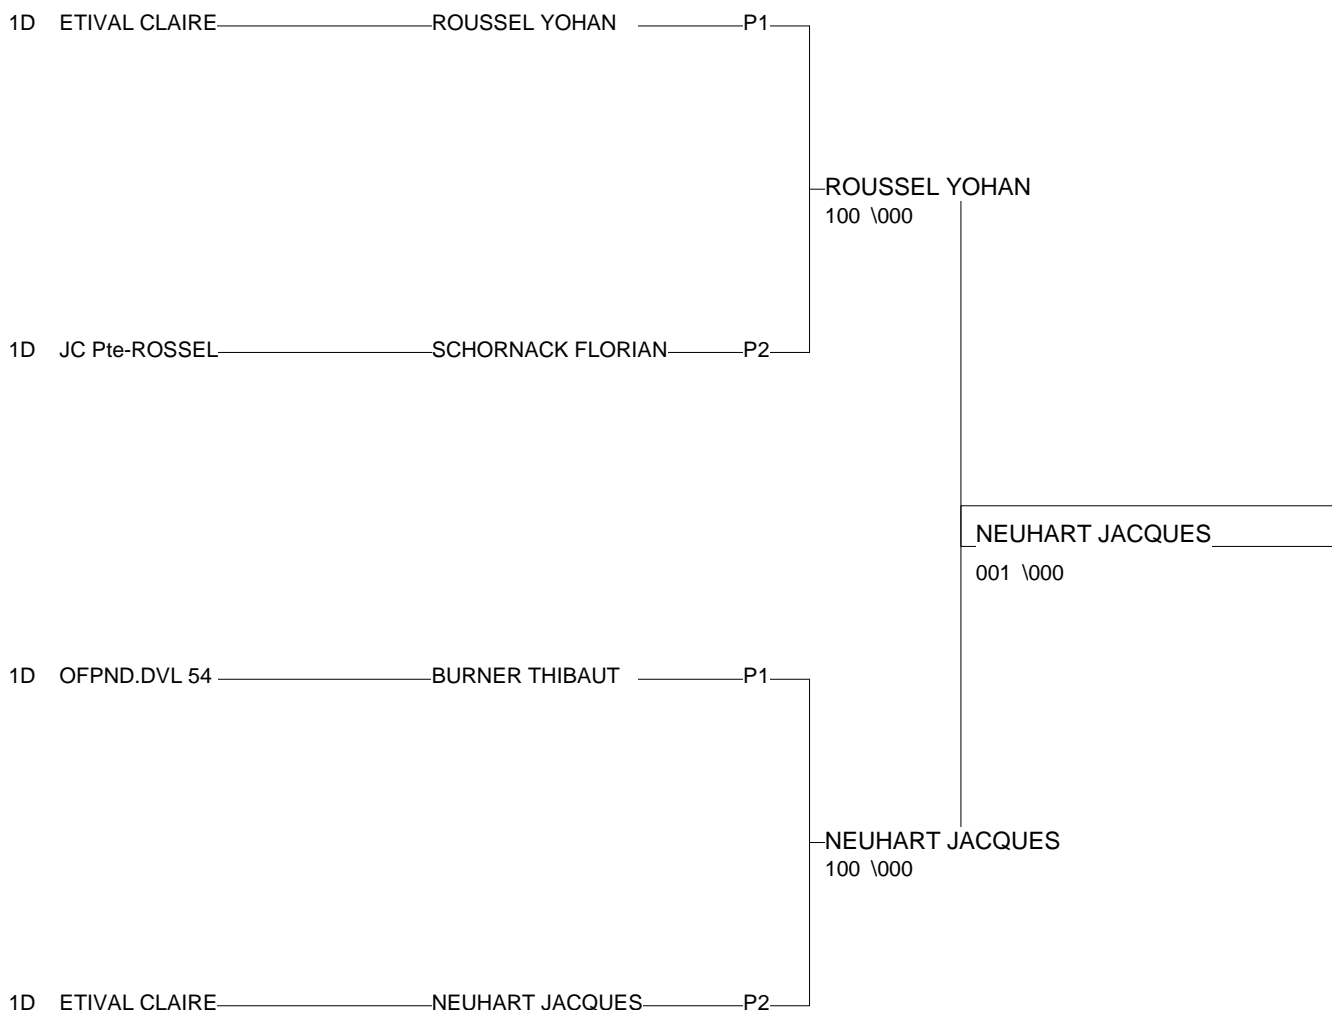 1D ETIVAL CLAIRE ROUSSEL YOHAN P1
ROUSSEL YOHAN
100 \000
1D JC Pte-ROSSEL SCHORNACK FLORIAN P2
NEUHART JACQUES
001 \000
1D OFPND.DVL 54 BURNER THIBAUT P1
NEUHART JACQUES
100 \000
1D ETIVAL CLAIRE NEUHART JACQUES P2